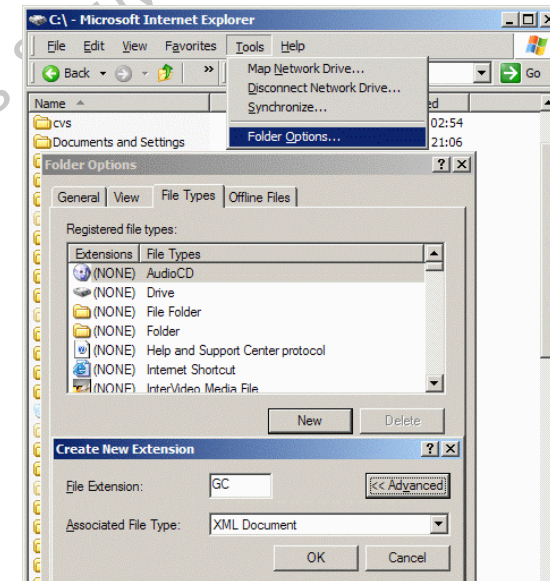 C:\ - Microsoft Internet Explorer
File Edit View Favorites Tools Help
Back » Go
Map Network Drive...
Disconnect Network Drive...
Synchronize...
Folder Options...
Name ed
cvs 02:54
Documents and Settings 21:06
Folder Options
General View File Types Offline Files
Registered file types:
Extensions File Types
(NONE) AudioCD
(NONE) Drive
(NONE) File Folder
(NONE) Folder
(NONE) Help and Support Center protocol
(NONE) Internet Shortcut
(NONE) InterVideo Media File
New Delete
Create New Extension
File Extension: GC << Advanced
Associated File Type: XML Document
OK Cancel